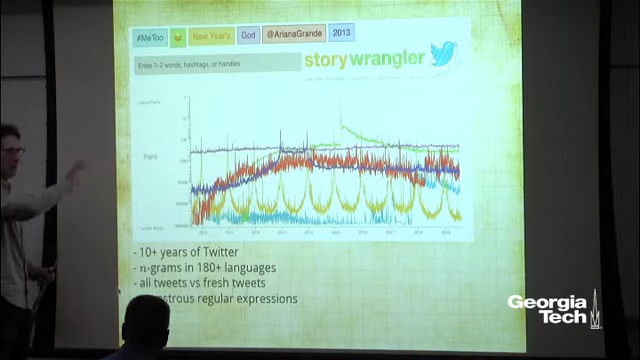 #MeToo
New Year's
God
@ArianaGrande
2013
Enter 1-2 words, hashtags, or handles
storywrangler
Rank
- 10+ years of Twitter
- n-grams in 180+ languages
- all tweets vs fresh tweets
strous regular expressions
Georgia
Tech